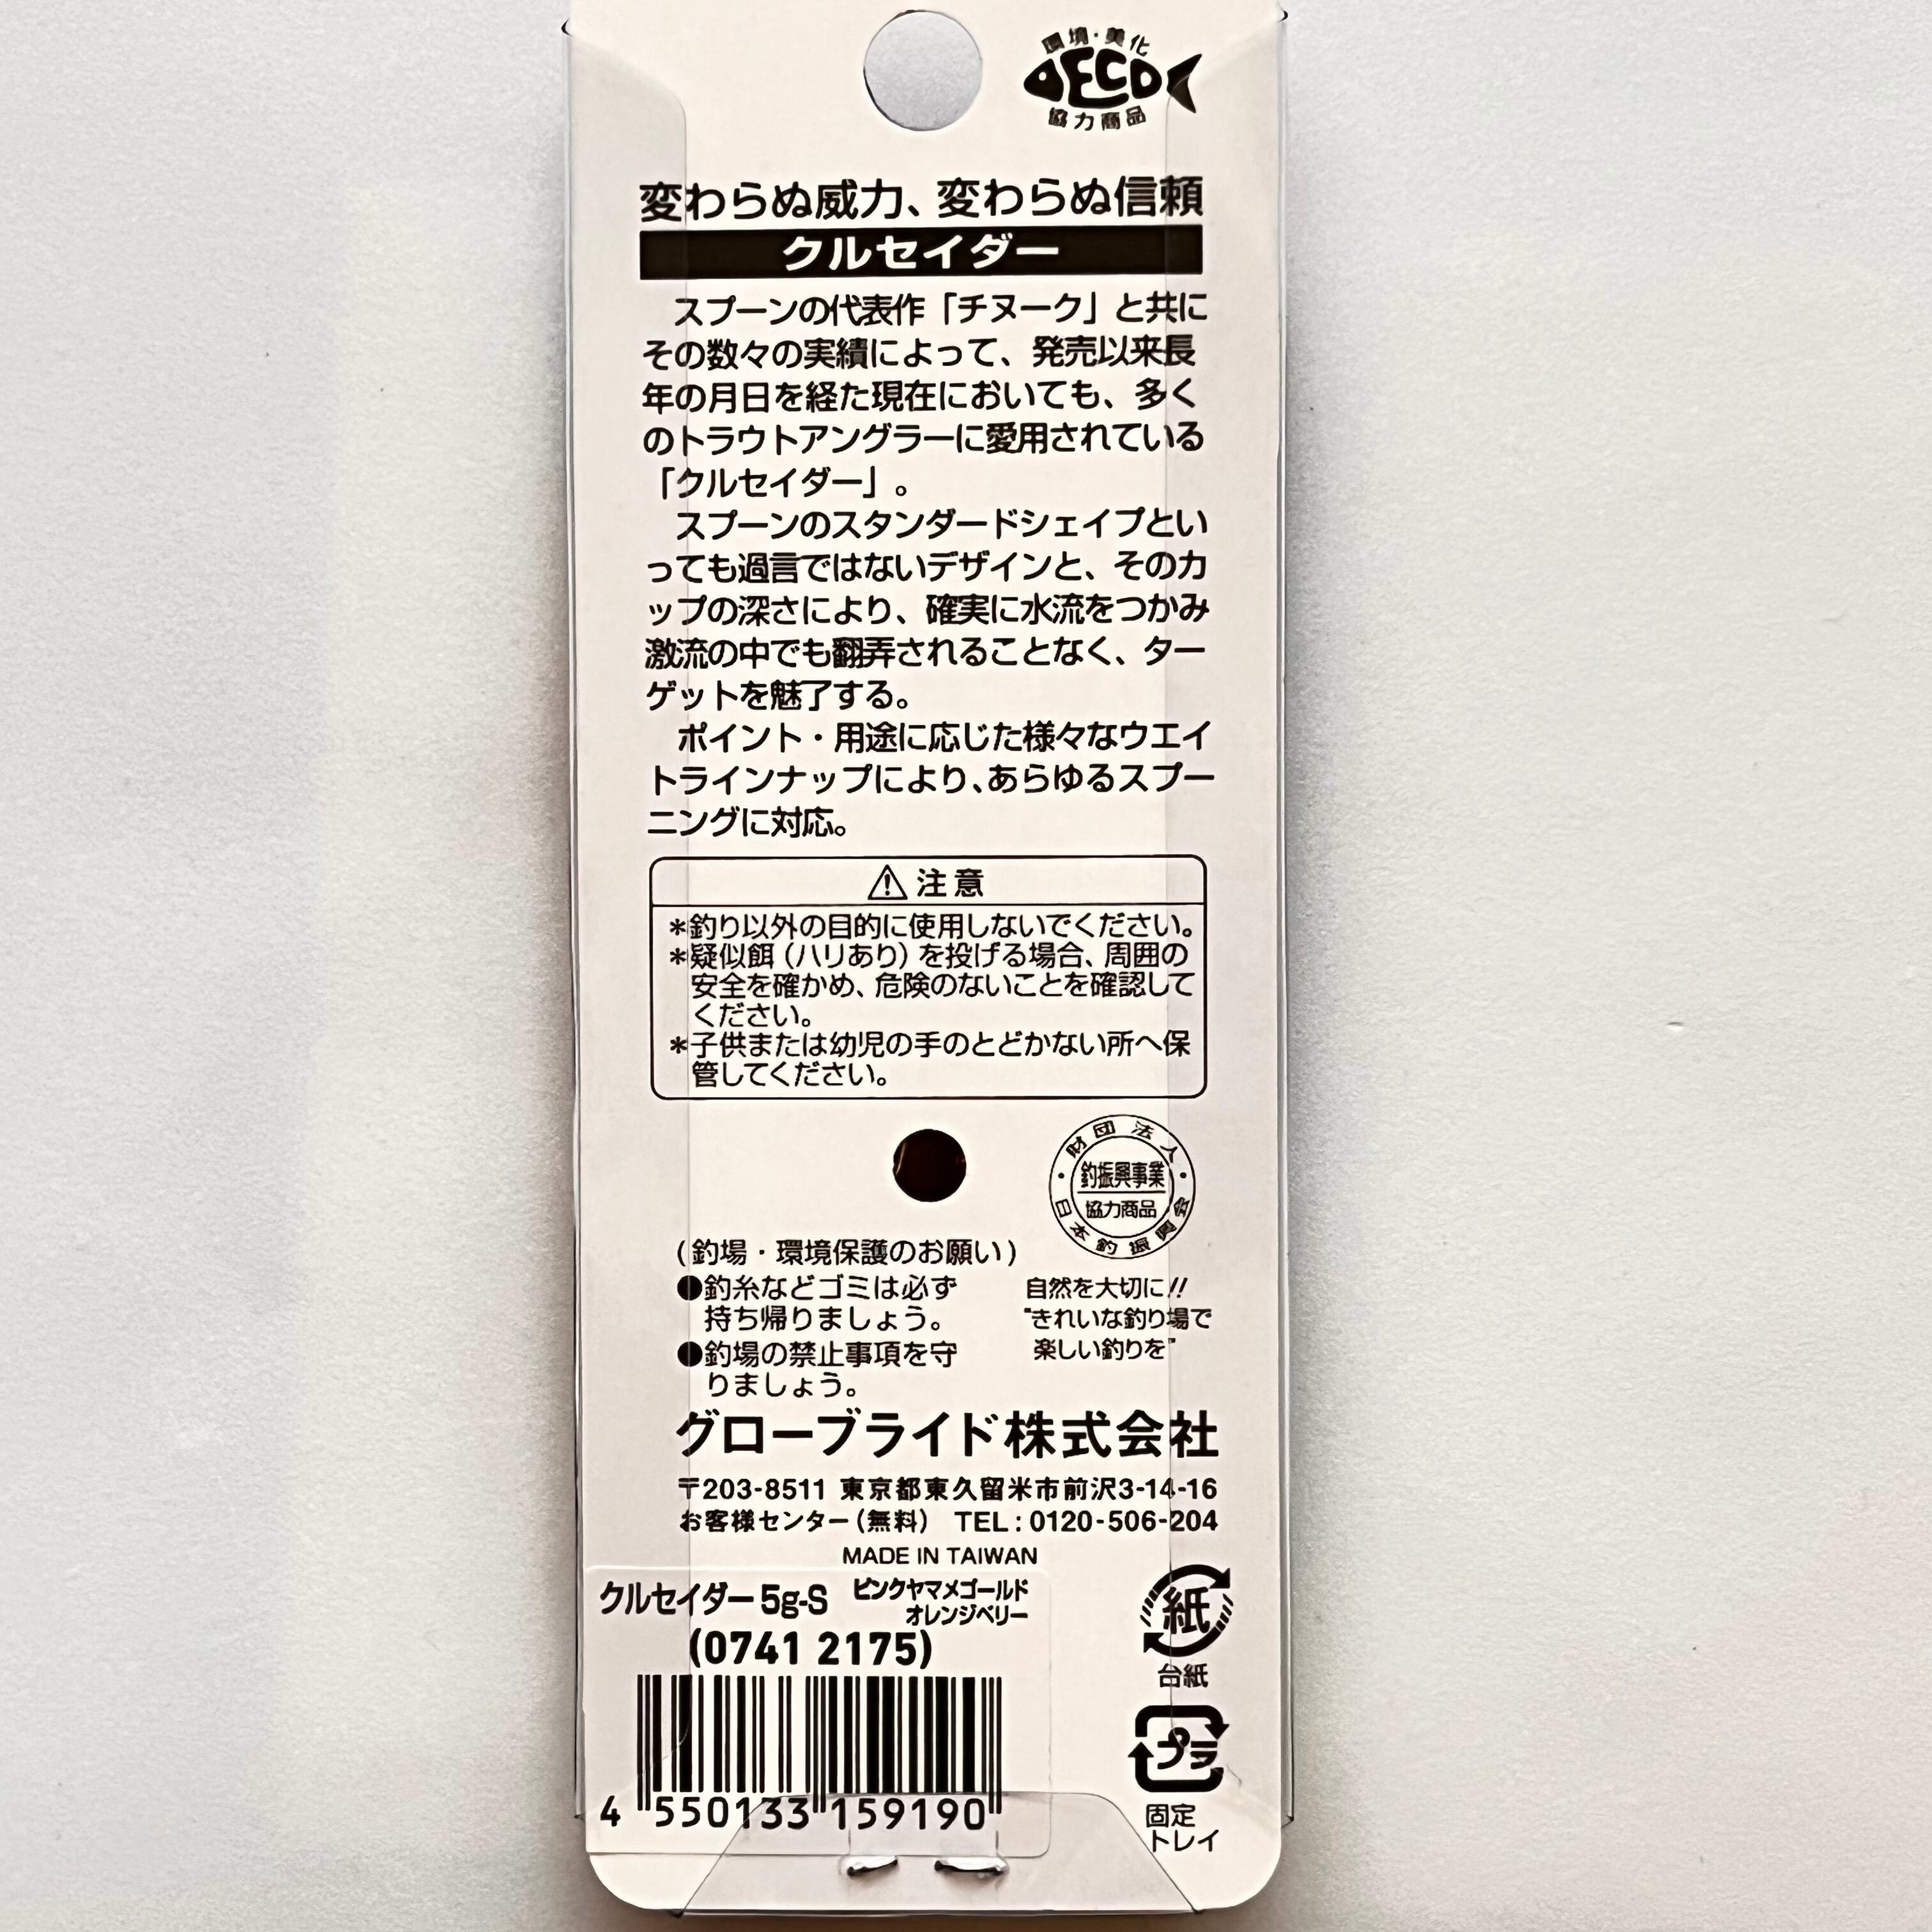 環境・美化
ECO
協力商品
変わらぬ威力、変わらぬ信頼
クルセイダー
スプーンの代表作「チヌーク」と共に
その数々の実績によって、発売以来長
年の月日を経た現在においても、多く
のトラウトアングラーに愛用されている
「クルセイダー」。
スプーンのスタンダードシェイプとい
っても過言ではないデザインと、そのカ
ップの深さにより、確実に水流をつかみ
激流の中でも翻弄されることなく、ター
ゲットを魅了する。
ポイント・用途に応じた様々なウエイ
トラインナップにより、あらゆるスプー
ニングに対応。
⚠注意
*釣り以外の目的に使用しないでください。
*疑似餌(ハリあり)を投げる場合、周囲の
安全を確かめ、危険のないことを確認して
ください。
*子供または幼児の手のとどかない所へ保
管してください。
・財団法人・
釣振興事業
協力商品
日本釣振興会
(釣場・環境保護のお願い)
●釣糸などゴミは必ず
持ち帰りましょう。
●釣場の禁止事項を守
りましょう。
自然を大切に!!
"きれいな釣り場で
楽しい釣りを"
グローブライド株式会社
〒203-8511 東京都東久留米市前沢3-14-16
お客様センター(無料) TEL:0120-506-204
MADE IN TAIWAN
クルセイダー 5g-S ピンクヤマメゴールド
オレンジベリー
(0741 2175)
4 550133 159190
紙
台紙
プラ
固定
トレイ